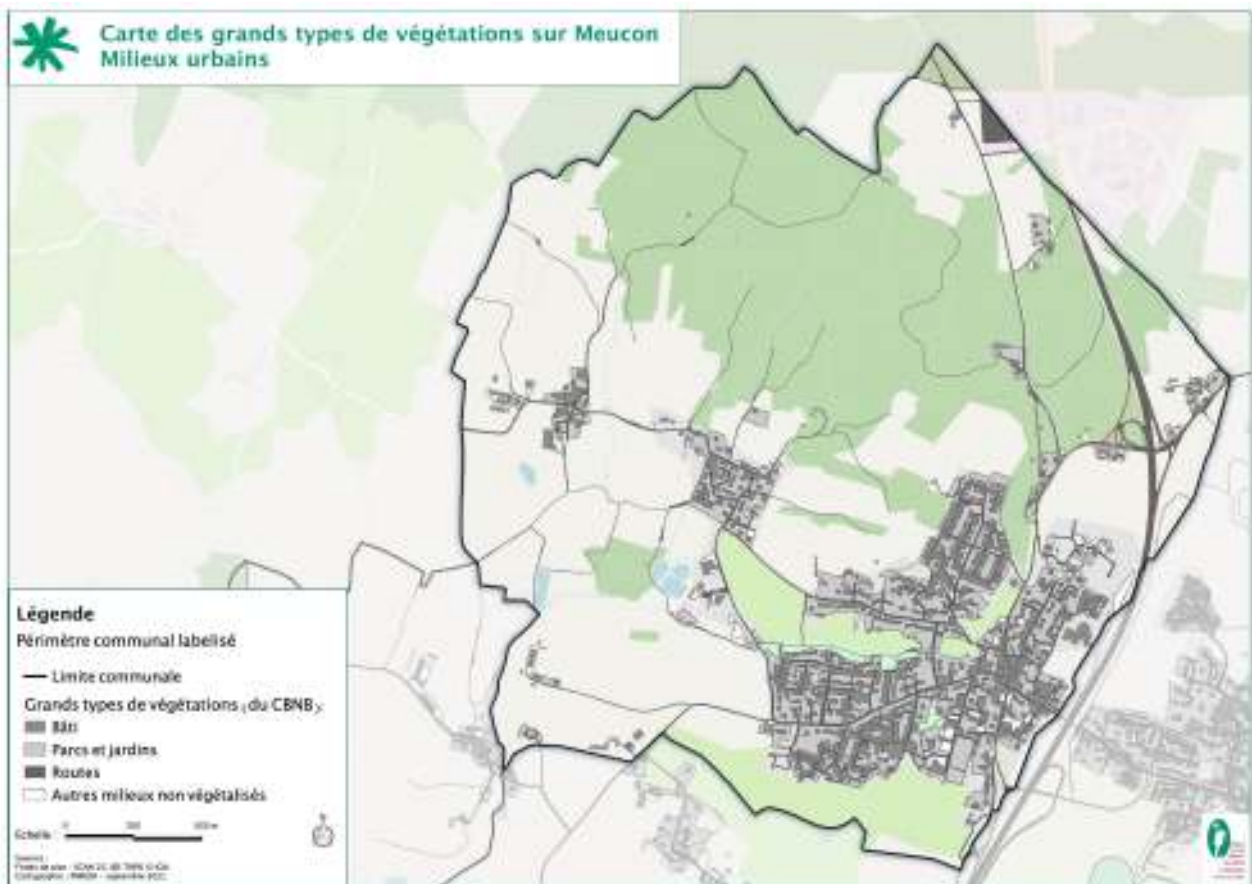 Carte des grands types de végétations sur Meucon
Milieux urbains
Légende
Périmètre communal labelisé
Limite communale
Grands types de végétations (du CBNB):
Bâti
Parcs et jardins
Routes
Autres milieux non végétalisés
Echelle
0